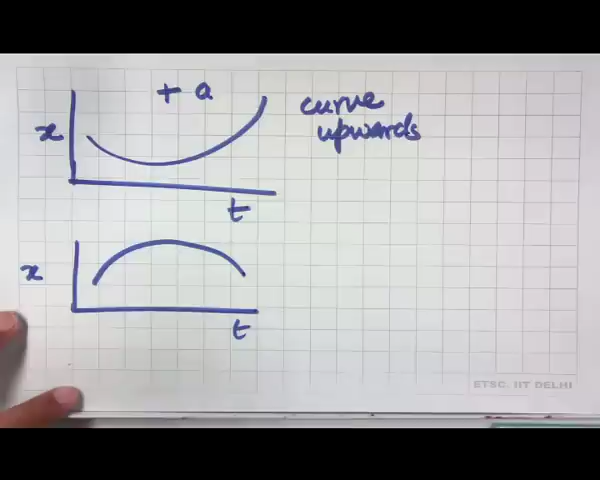 + a
curve
upwards
x
t
x
t
ETSC, IIT DELHI